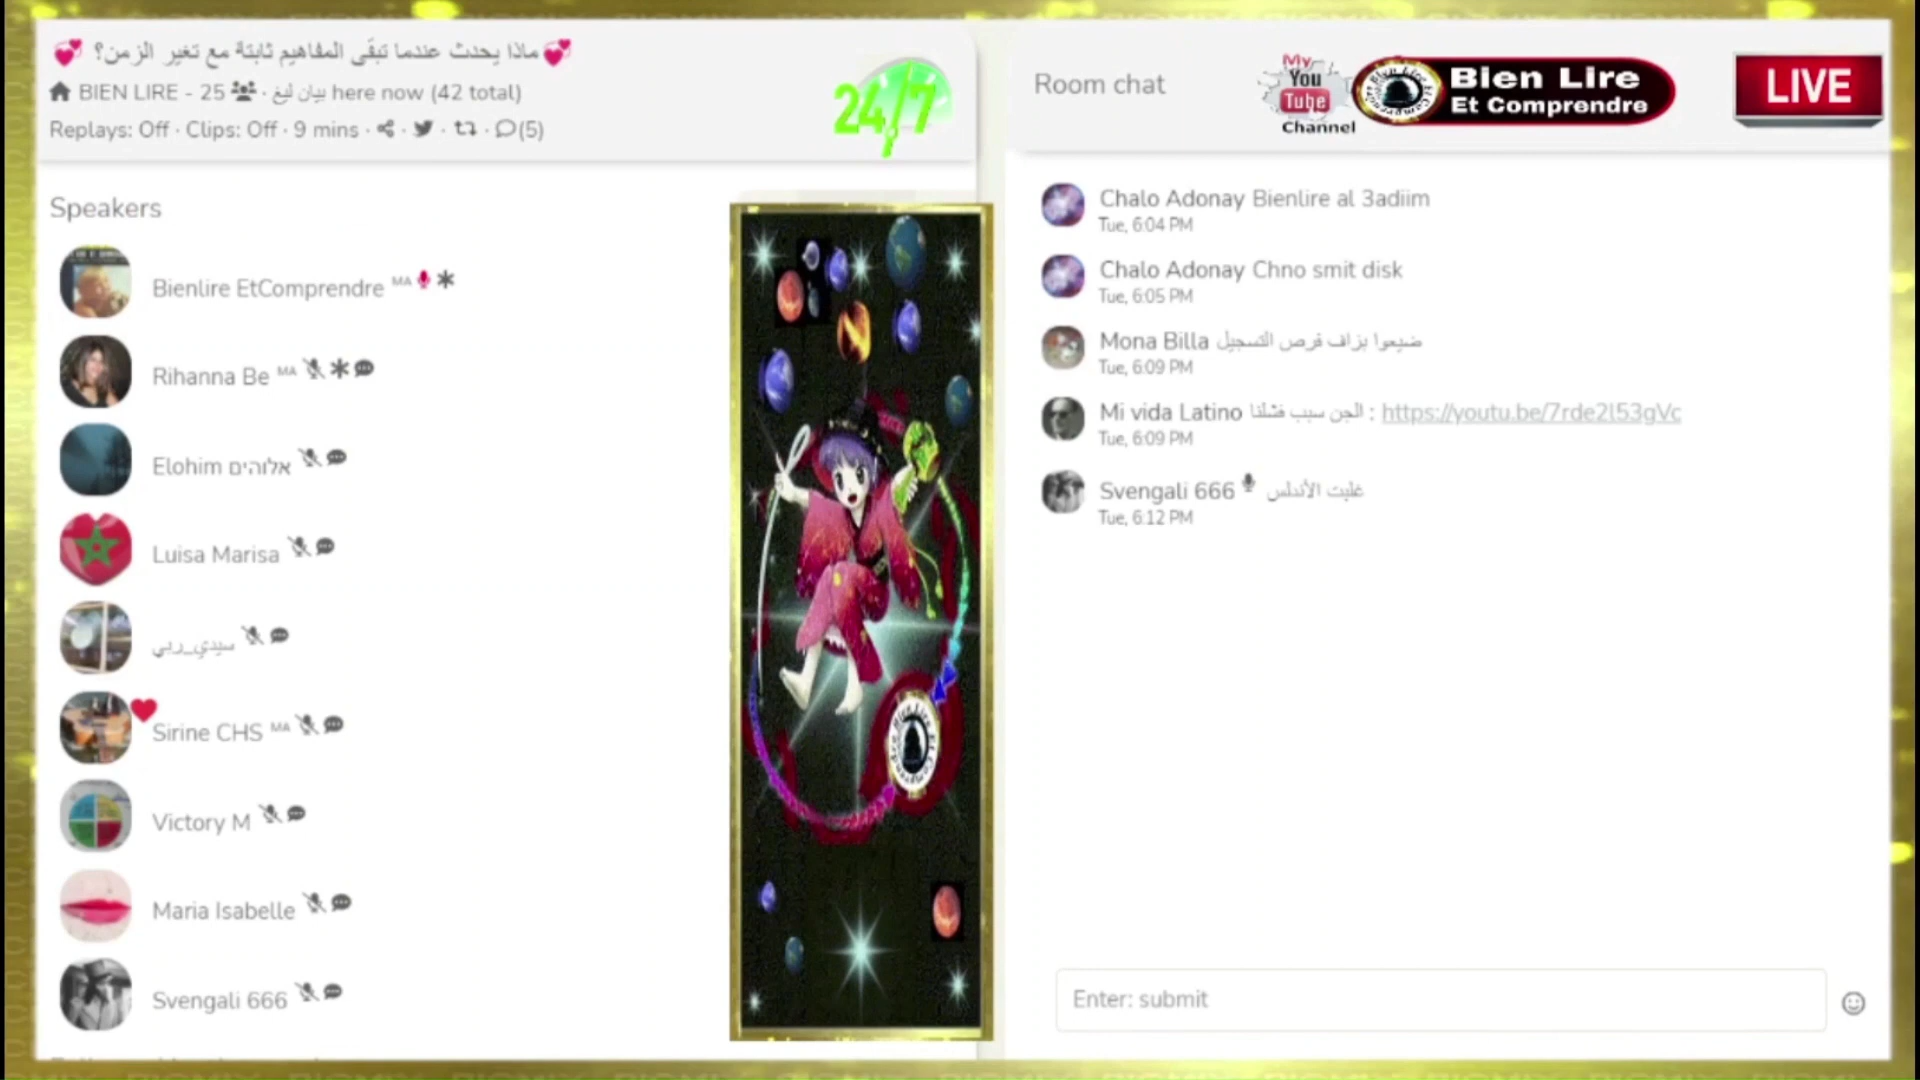 💞 ماذا يحدث عندما تبقى المفاهيم ثابتة مع تغير الزمن؟ 💞
BIEN LIRE - بيان ليغ · 25 here now (42 total)
Replays: Off · Clips: Off · 9 mins · (5)
24/7
Speakers
Bienlire EtComprendre MA
Rihanna Be MA
Elohim אלוהים
Luisa Marisa
سيدي_ربي
Sirine CHS MA
Victory M
Maria Isabelle
Svengali 666
Room chat
My
You
Tube
Channel
Bien Lire
Et Comprendre
LIVE
Chalo Adonay Bienlire al 3adiim
Tue, 6:04 PM
Chalo Adonay Chno smit disk
Tue, 6:05 PM
Mona Billa ضيعوا بزاف فرص التسجيل
Tue, 6:09 PM
Mi vida Latino الجن سبب فشلنا : https://youtu.be/7rde2l53gVc
Tue, 6:09 PM
Svengali 666 غلبت الأندلس
Tue, 6:12 PM
Enter: submit